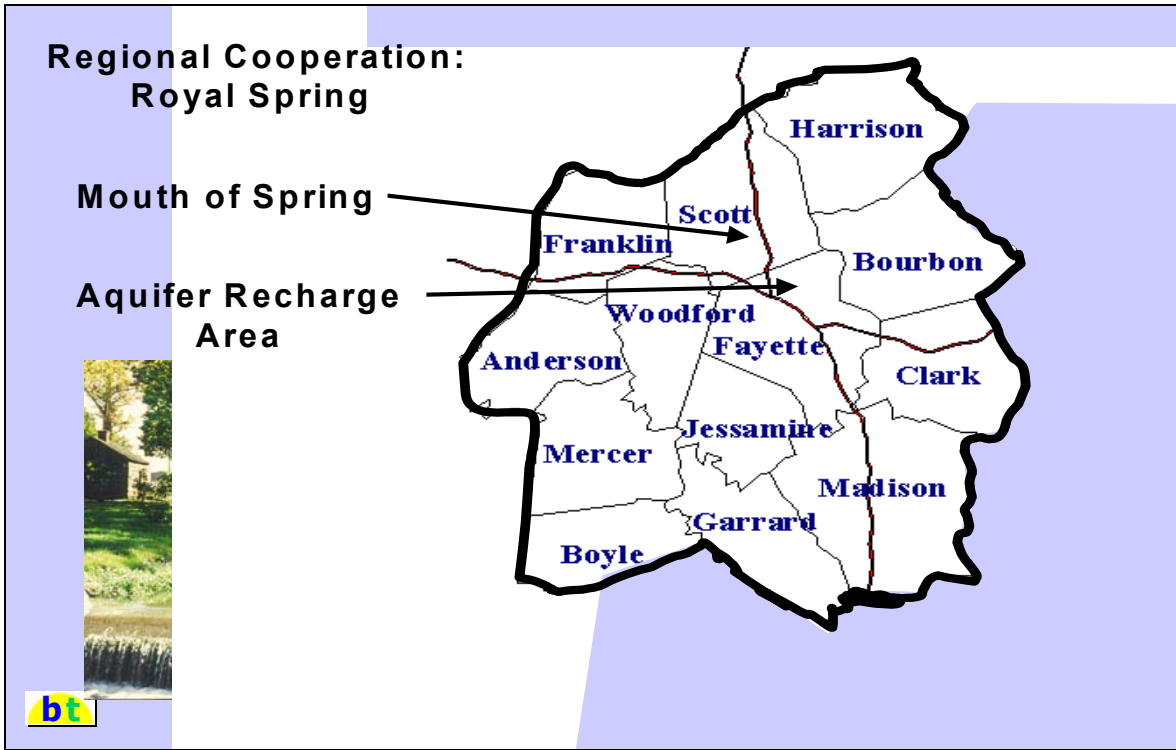 Regional Cooperation:
Royal Spring
Mouth of Spring
Aquifer Recharge
Area
Harrison
Scott
Franklin
Bourbon
Woodford
Fayette
Anderson
Clark
Jessamine
Mercer
Madison
Garrard
Boyle
bt